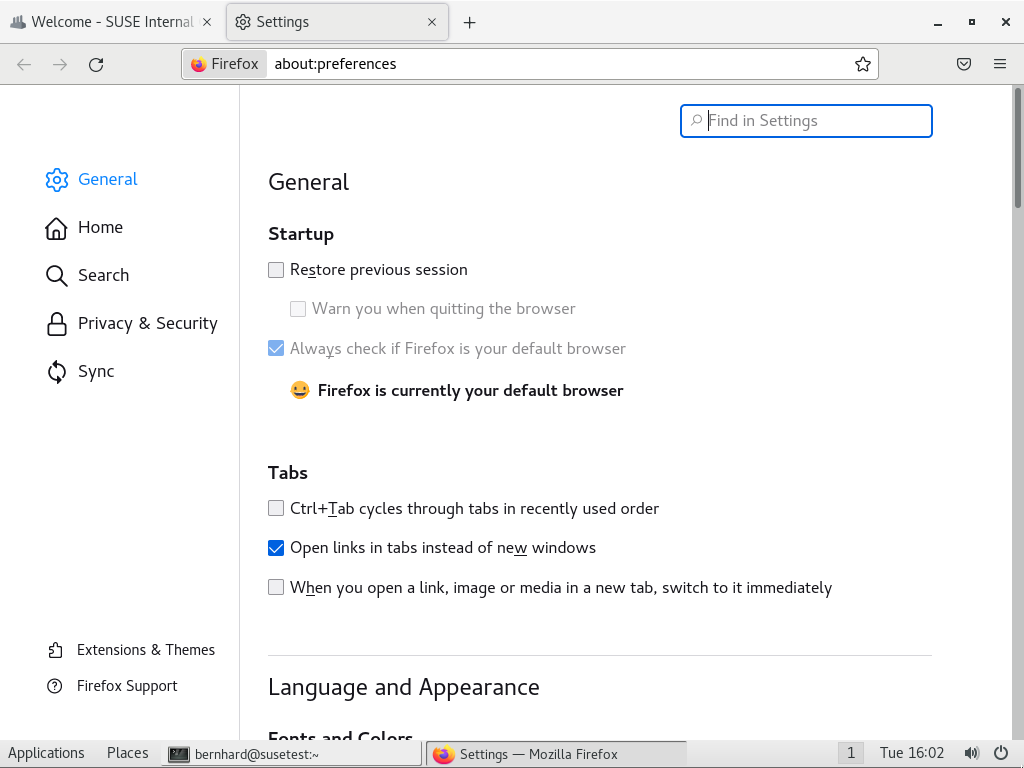 Welcome - SUSE Internal
Settings
Firefox
about:preferences
Find in Settings
General
Home
Search
Privacy & Security
Sync
Extensions & Themes
Firefox Support
General
Startup
Restore previous session
Warn you when quitting the browser
Always check if Firefox is your default browser
Firefox is currently your default browser
Tabs
Ctrl+Tab cycles through tabs in recently used order
Open links in tabs instead of new windows
When you open a link, image or media in a new tab, switch to it immediately
Language and Appearance
Fonts and Colors
Applications
Places
bernhard@susetest:~
Settings — Mozilla Firefox
1
Tue 16:02